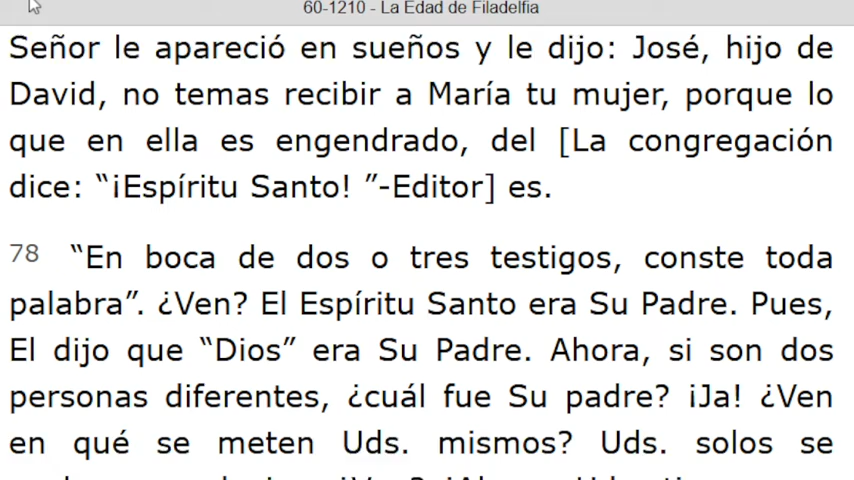 60-1210 - La Edad de Filadelfia
Señor le apareció en sueños y le dijo: José, hijo de
David, no temas recibir a María tu mujer, porque lo
que en ella es engendrado, del [La congregación
dice: “¡Espíritu Santo! ”-Editor] es.
78 “En boca de dos o tres testigos, conste toda
palabra”. ¿Ven? El Espíritu Santo era Su Padre. Pues,
El dijo que “Dios” era Su Padre. Ahora, si son dos
personas diferentes, ¿cuál fue Su padre? ¡Ja! ¿Ven
en qué se meten Uds. mismos? Uds. solos se